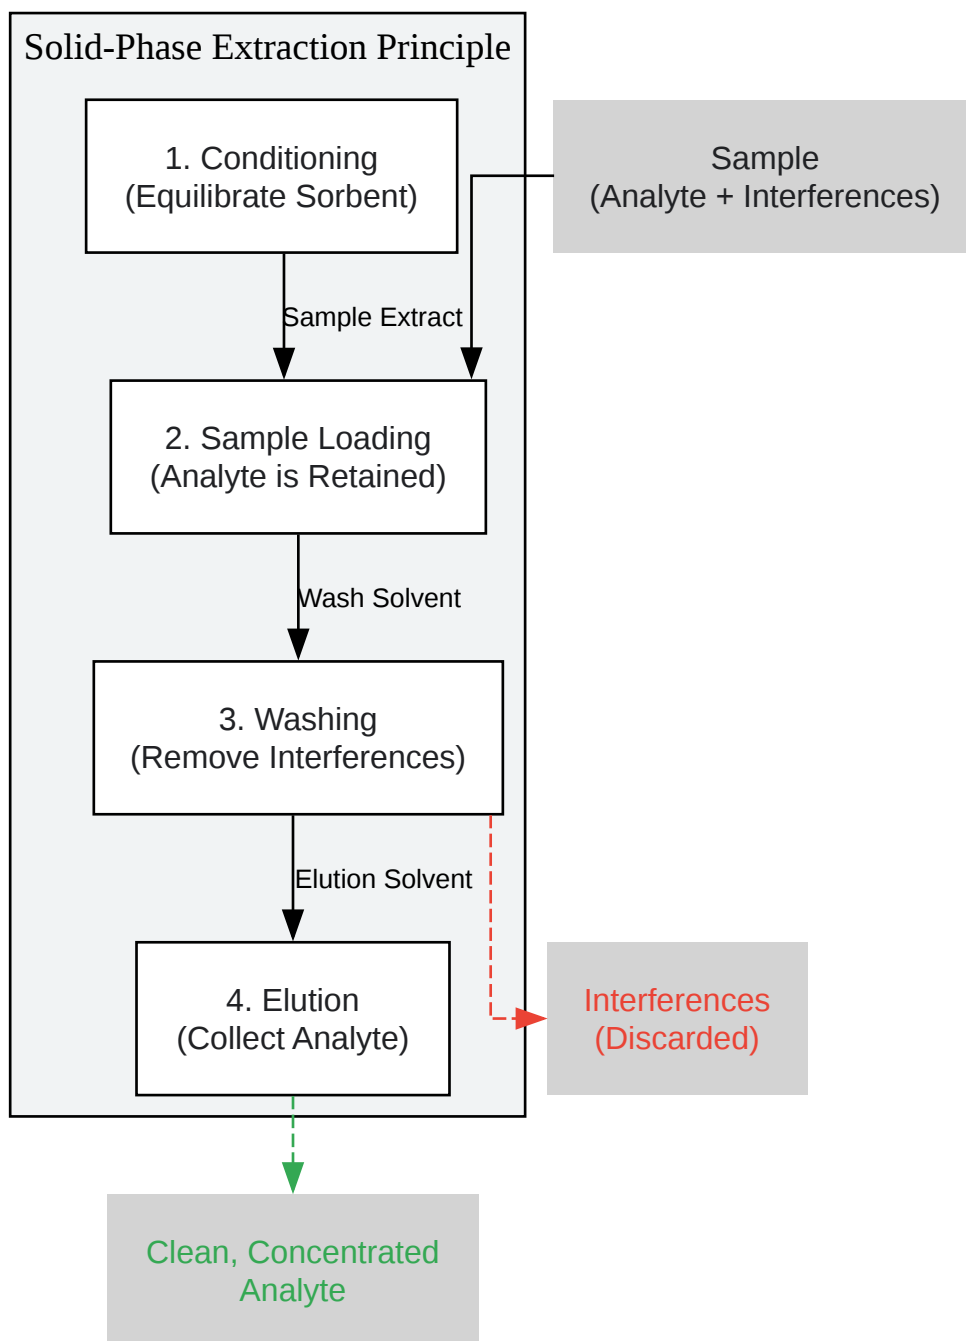 Solid-Phase Extraction Principle
1. Conditioning
(Equilibrate Sorbent)
Sample
(Analyte + Interferences)
Sample Extract
2. Sample Loading
(Analyte is Retained)
Wash Solvent
3. Washing
(Remove Interferences)
Elution Solvent
4. Elution
(Collect Analyte)
Interferences
(Discarded)
Clean, Concentrated
Analyte